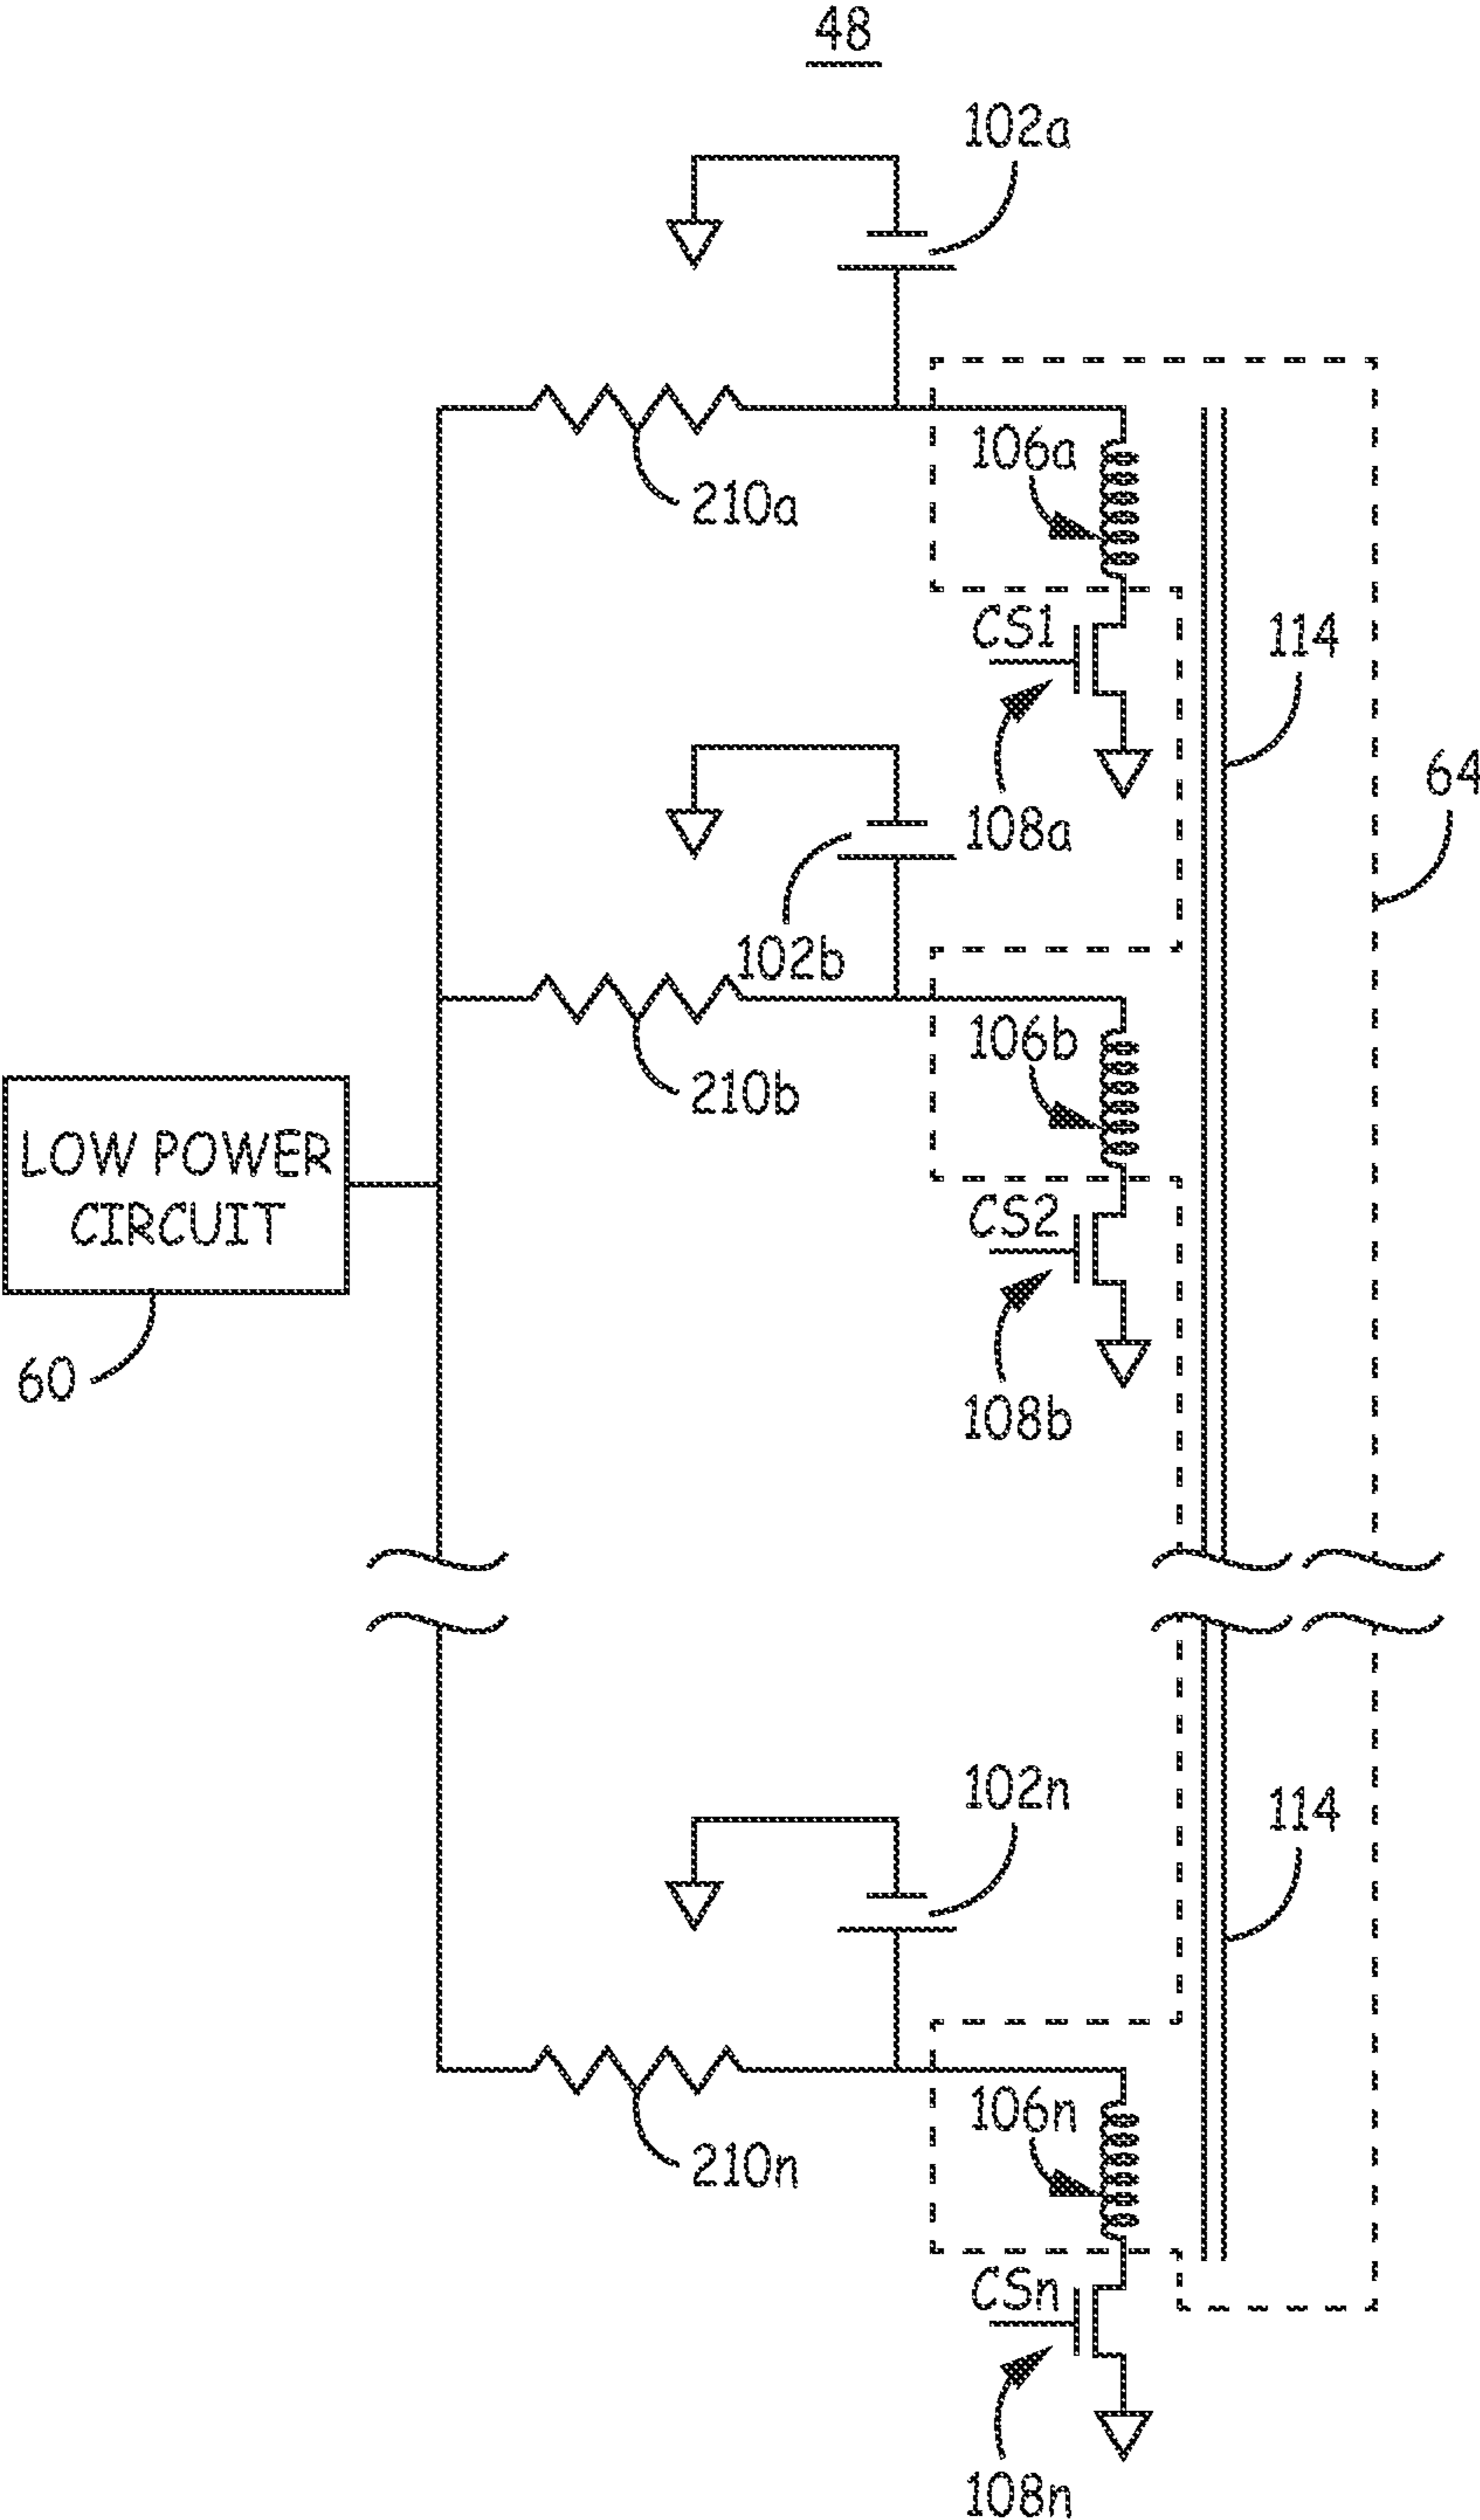 48
102a
106a
210a
CS1
114
64
108a
102b
106b
210b
LOW POWER
CIRCUIT
CS2
60
108b
102n
114
106n
210n
CSn
108n